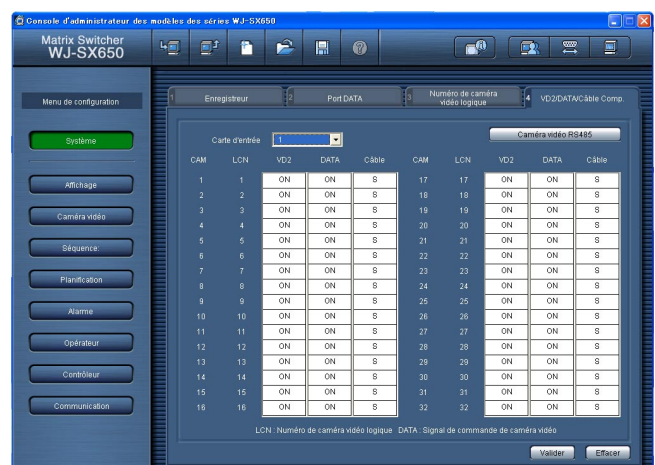 Console d'administrateur des modèles des séries WJ-SX650
Matrix Switcher
WJ-SX650
Menu de configuration
Système
Affichage
Caméra vidéo
Séquence:
Planification
Alarme
Opérateur
Contrôleur
Communication
1 Enregistreur
2 Port DATA
3 Numéro de caméra vidéo logique
4 VD2/DATA/Câble Comp.
Carte d'entrée 1
Caméra vidéo RS485
CAM LCN VD2 DATA Câble CAM LCN VD2 DATA Câble
1 1 ON ON S 17 17 ON ON S
2 2 ON ON S 18 18 ON ON S
3 3 ON ON S 19 19 ON ON S
4 4 ON ON S 20 20 ON ON S
5 5 ON ON S 21 21 ON ON S
6 6 ON ON S 22 22 ON ON S
7 7 ON ON S 23 23 ON ON S
8 8 ON ON S 24 24 ON ON S
9 9 ON ON S 25 25 ON ON S
10 10 ON ON S 26 26 ON ON S
11 11 ON ON S 27 27 ON ON S
12 12 ON ON S 28 28 ON ON S
13 13 ON ON S 29 29 ON ON S
14 14 ON ON S 30 30 ON ON S
15 15 ON ON S 31 31 ON ON S
16 16 ON ON S 32 32 ON ON S
LCN : Numéro de caméra vidéo logique DATA : Signal de commande de caméra vidéo
Valider Effacer